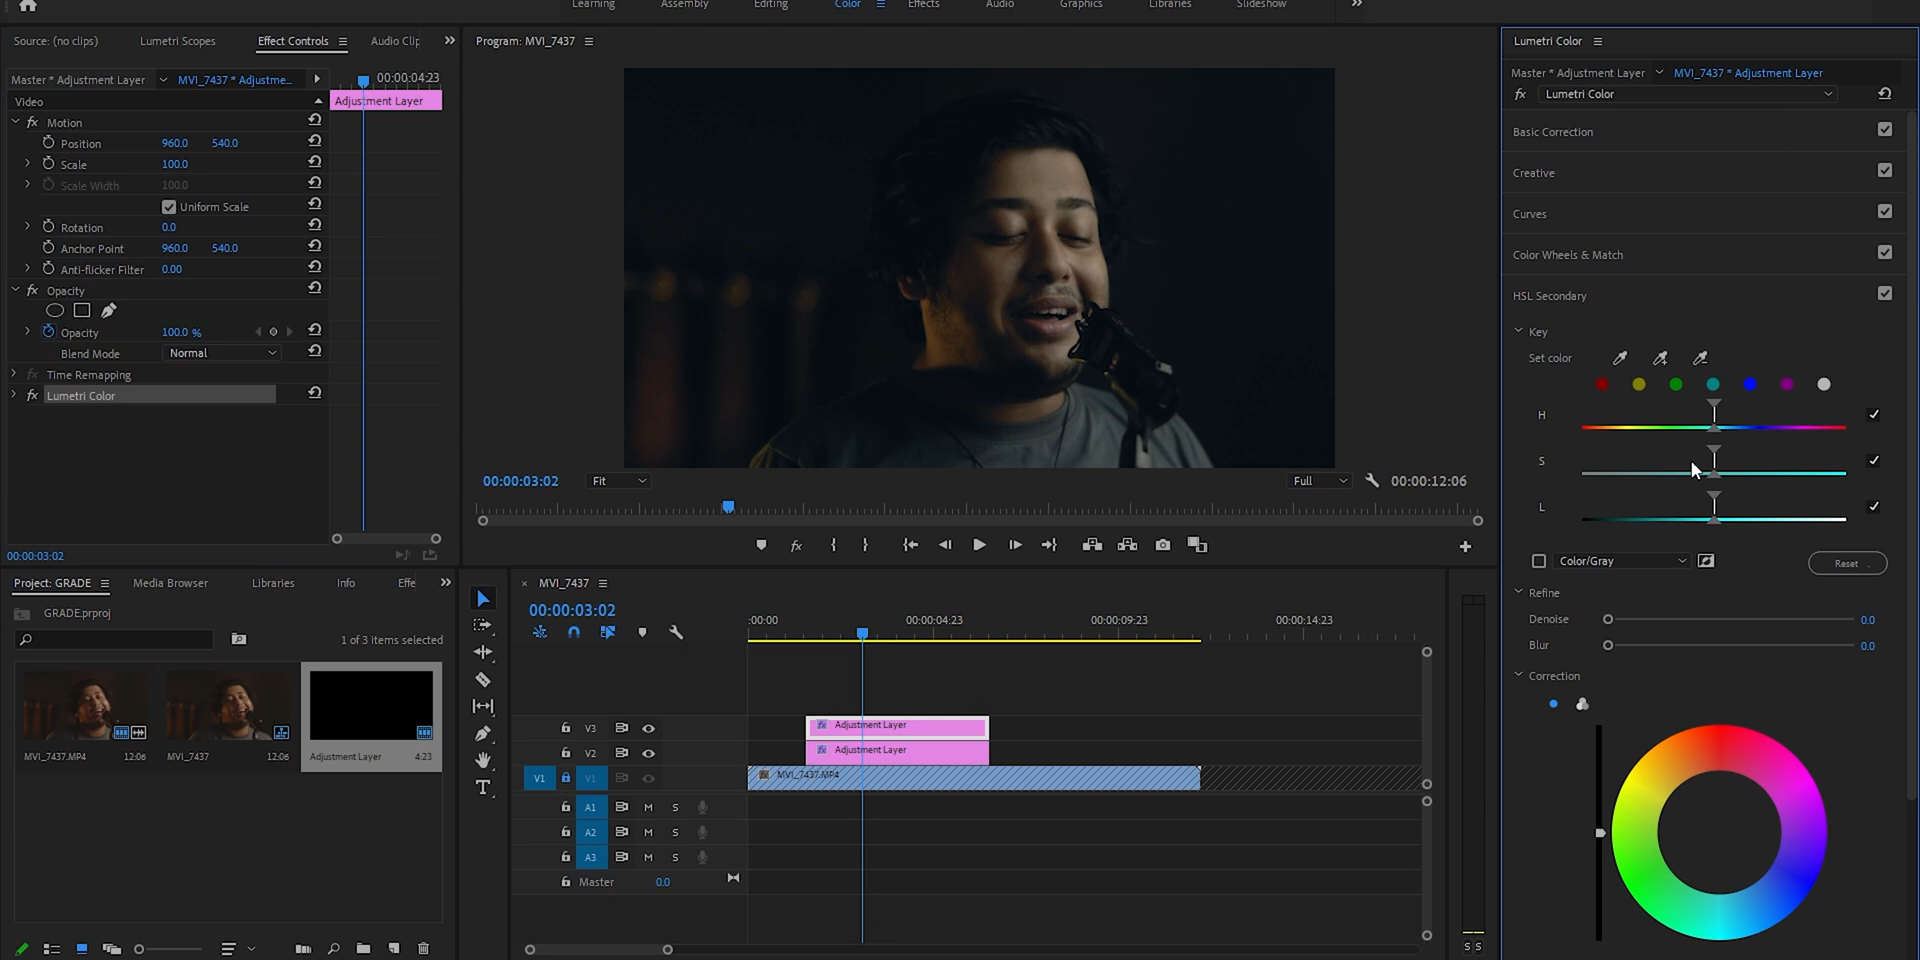 Learning Assembly Editing Color Effects Audio Graphics Libraries Slideshow
Source: (no clips) Lumetri Scopes Effect Controls Audio Clip
Master * Adjustment Layer MVI_7437 * Adjustme... 00:00:04:23
Video Adjustment Layer
fx Motion
Position 960.0 540.0
Scale 100.0
Scale Width 100.0
Uniform Scale
Rotation 0.0
Anchor Point 960.0 540.0
Anti-flicker Filter 0.00
fx Opacity
Opacity 100.0 %
Blend Mode Normal
fx Time Remapping
fx Lumetri Color
00:00:03:02
Program: MVI_7437
00:00:03:02 Fit Full 00:00:12:06
fx
Lumetri Color
Master * Adjustment Layer MVI_7437 * Adjustment Layer
fx Lumetri Color
Basic Correction
Creative
Curves
Color Wheels & Match
HSL Secondary
Key
Set color
H
S
L
Color/Gray Reset
Refine
Denoise 0.0
Blur 0.0
Correction
Project: GRADE Media Browser Libraries Info Effe
GRADE.prproj
1 of 3 items selected
MVI_7437.MP4 12:06 MVI_7437 12:06 Adjustment Layer 4:23
MVI_7437
00:00:03:02
:00:00 00:00:04:23 00:00:09:23 00:00:14:23
V3 fx Adjustment Layer
V2 fx Adjustment Layer
V1 V1 MVI_7437.MP4
A1 M S
A2 M S
A3 M S
Master 0.0
T
S S